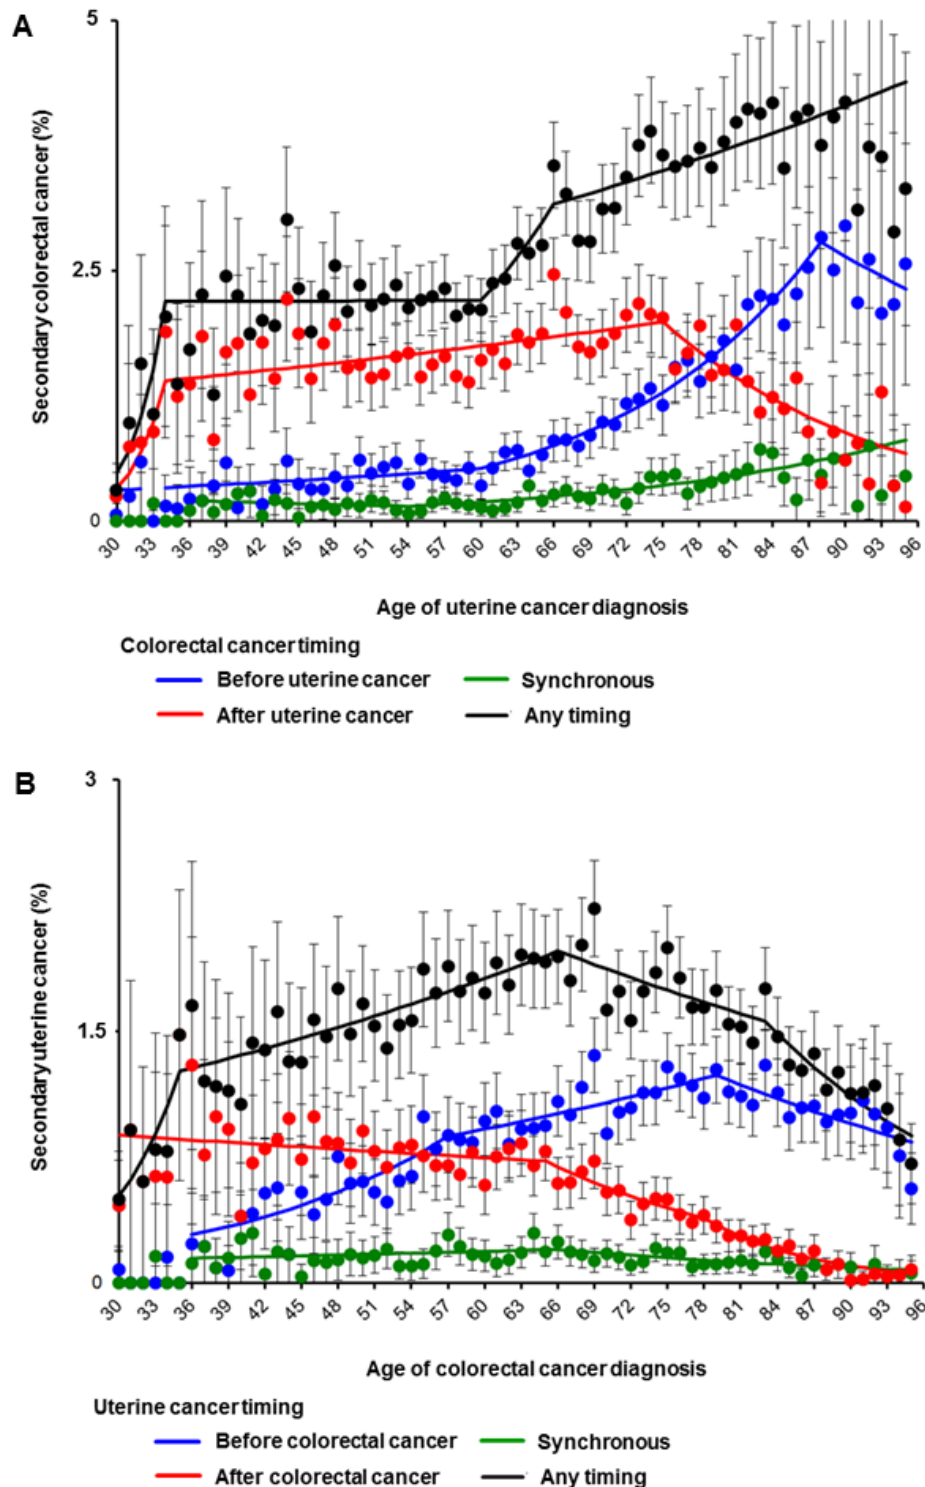 A
5
2.5
0
Secondary colorectal cancer (%)
30 33 36 39 42 45 48 51 54 57 60 63 66 69 72 75 78 81 84 87 90 93 96
Age of uterine cancer diagnosis
Colorectal cancer timing
Before uterine cancer Synchronous
After uterine cancer Any timing
B
3
1.5
0
Secondary uterine cancer (%)
30 33 36 39 42 45 48 51 54 57 60 63 66 69 72 75 78 81 84 87 90 93 96
Age of colorectal cancer diagnosis
Uterine cancer timing
Before colorectal cancer Synchronous
After colorectal cancer Any timing